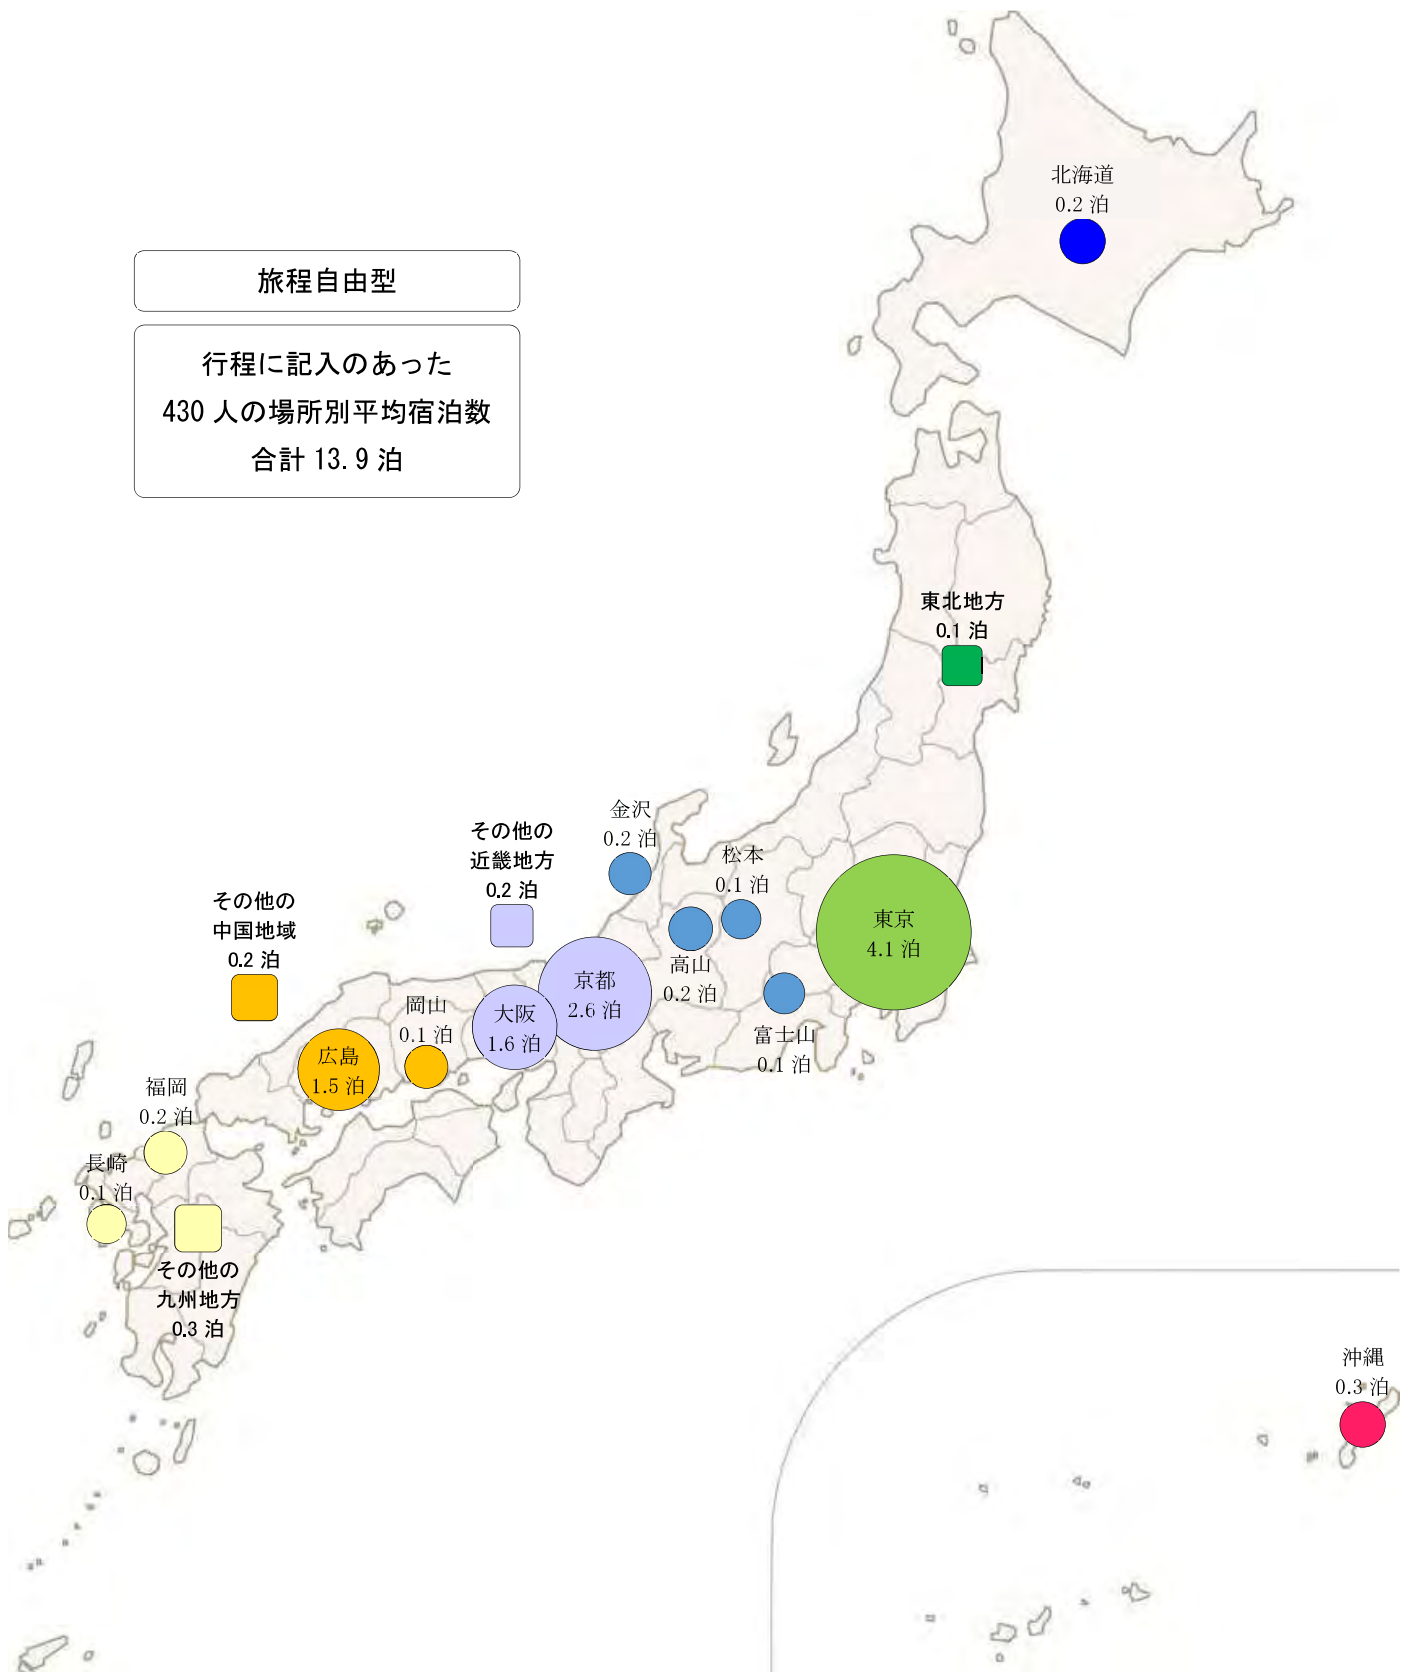 北海道
0.2 泊
旅程自由型
行程に記入のあった
430 人の場所別平均宿泊数
合計 13.9 泊
東北地方
0.1 泊
金沢
0.2 泊
その他の
近畿地方
0.2 泊
松本
0.1 泊
その他の
中国地域
0.2 泊
東京
4.1 泊
高山
0.2 泊
京都
2.6 泊
岡山
0.1 泊
大阪
1.6 泊
富士山
0.1 泊
広島
1.5 泊
福岡
0.2 泊
長崎
0.1 泊
その他の
九州地方
0.3 泊
沖縄
0.3 泊